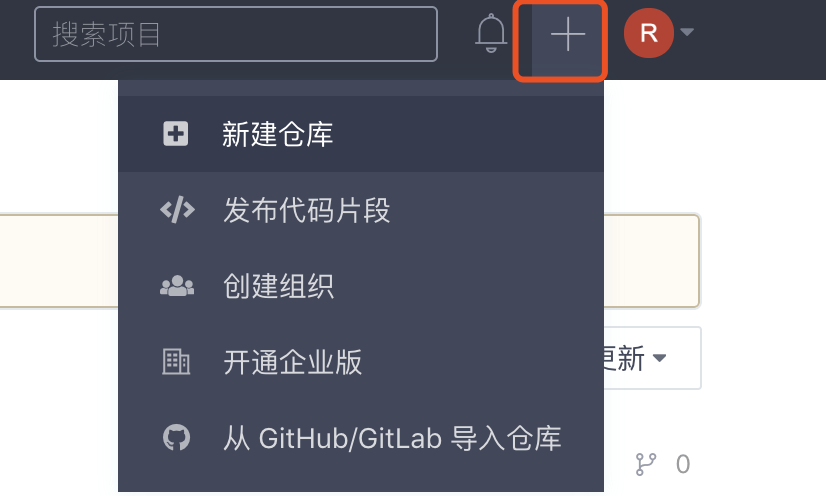 搜索项目
R
新建仓库
发布代码片段
创建组织
开通企业版
更新
从 GitHub/GitLab 导入仓库
0